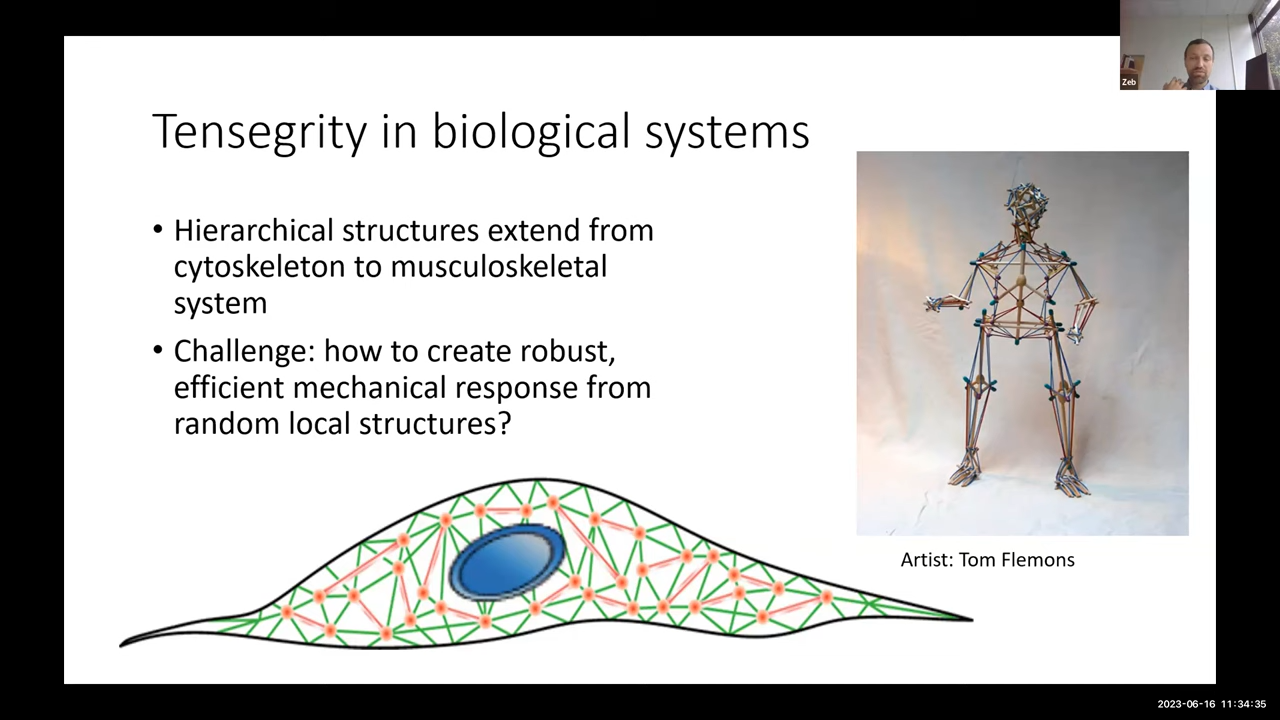 Zeb
Tensegrity in biological systems
• Hierarchical structures extend from
cytoskeleton to musculoskeletal
system
• Challenge: how to create robust,
efficient mechanical response from
random local structures?
Artist: Tom Flemons
2023-06-16 11:34:35